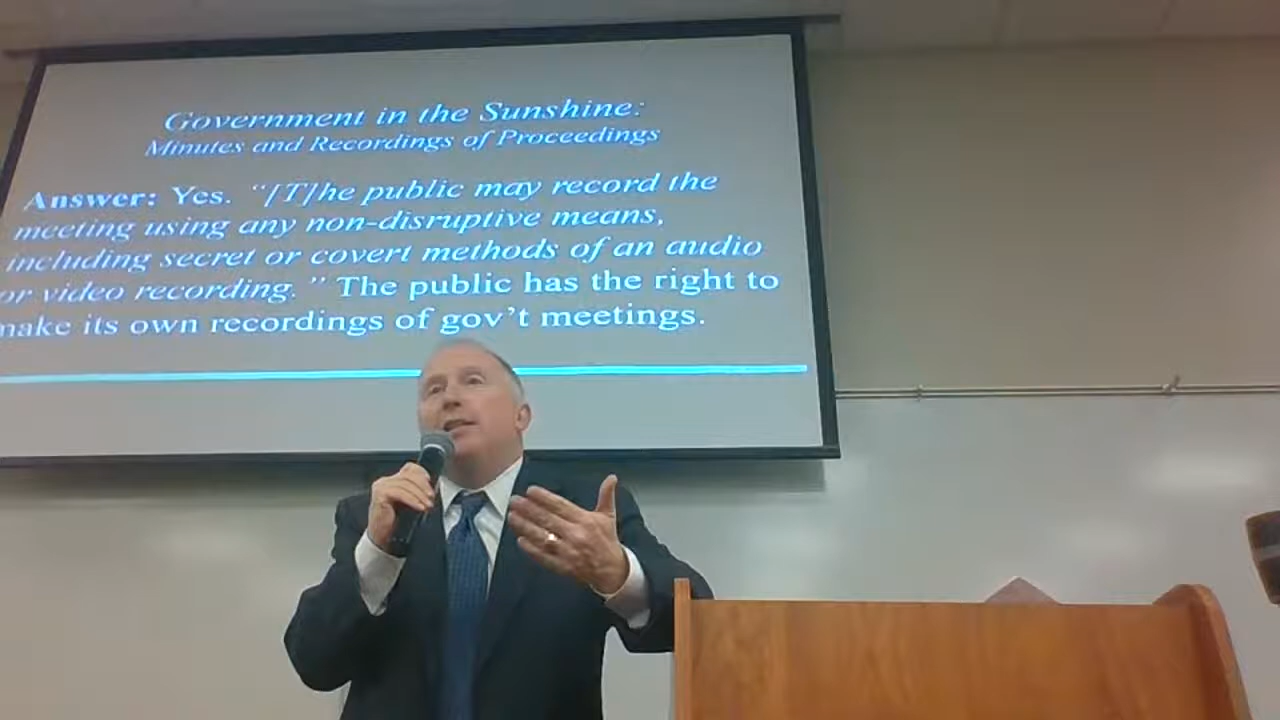 Government in the Sunshine:
Minutes and Recordings of Proceedings
Answer: Yes. “[T]he public may record the
meeting using any non-disruptive means,
including secret or covert methods of an audio
or video recording.” The public has the right to
make its own recordings of gov’t meetings.